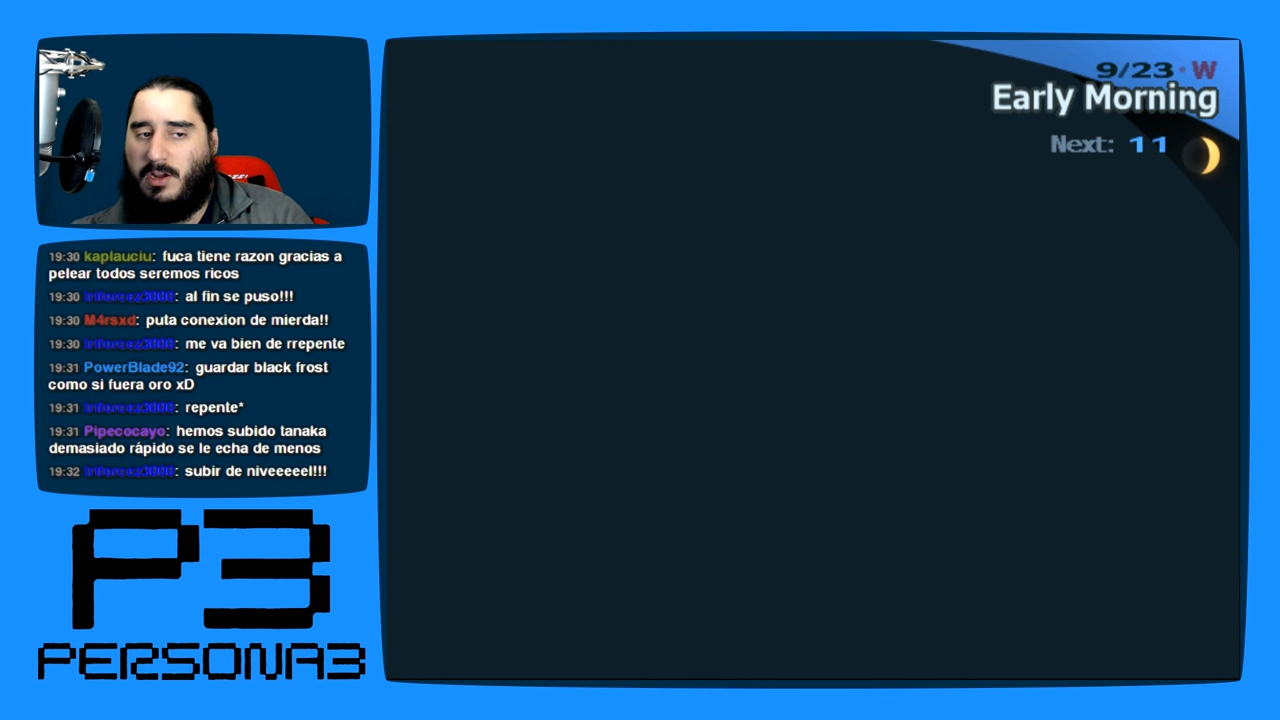 9/23 · W
Early Morning
Next: 11
19:30 kaplauciu: fuca tiene razon gracias a
pelear todos seremos ricos
19:30 : al fin se puso!!!
19:30 M4rsxd: puta conexion de mierda!!
19:30 : me va bien de rrepente
19:31 PowerBlade92: guardar black frost
como si fuera oro xD
19:31 : repente*
19:31 Pipecocayo: hemos subido tanaka
demasiado rápido se le echa de menos
19:32 : subir de niveeeeel!!!
P3
PERSONA3